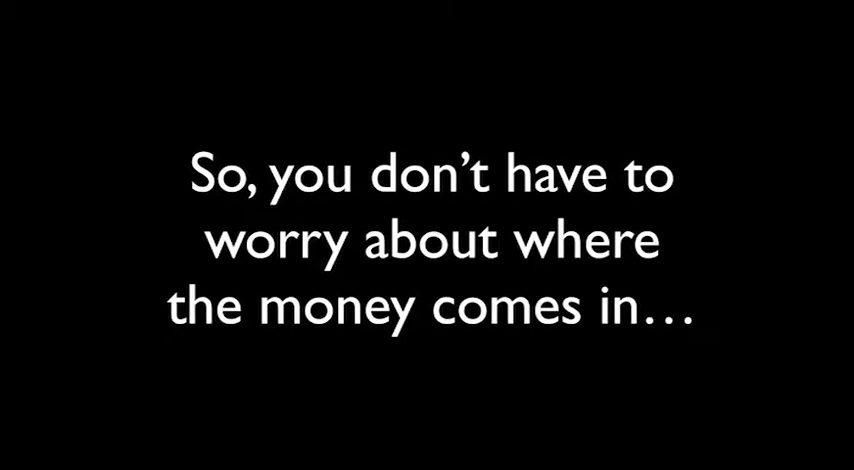 So, you don’t have to
worry about where
the money comes in…